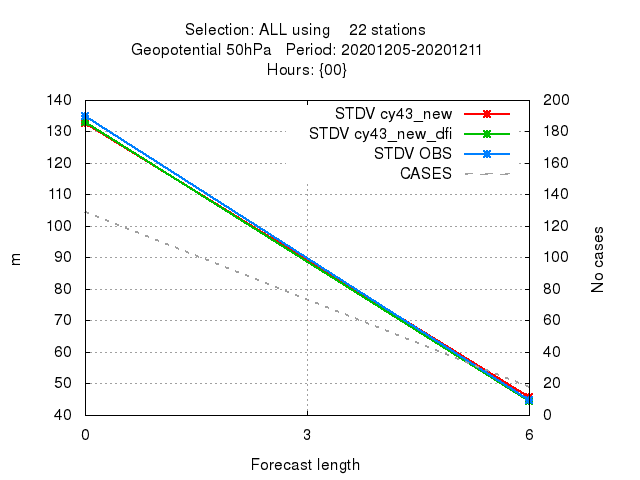 Selection: ALL using    22 stations
Geopotential 50hPa   Period: 20201205-20201211
Hours: {00}
STDV cy43_new
STDV cy43_new_dfi
STDV OBS
CASES
140
130
120
110
100
90
80
70
60
50
40
m
200
180
160
140
120
100
80
60
40
20
0
No cases
0 3 6
Forecast length